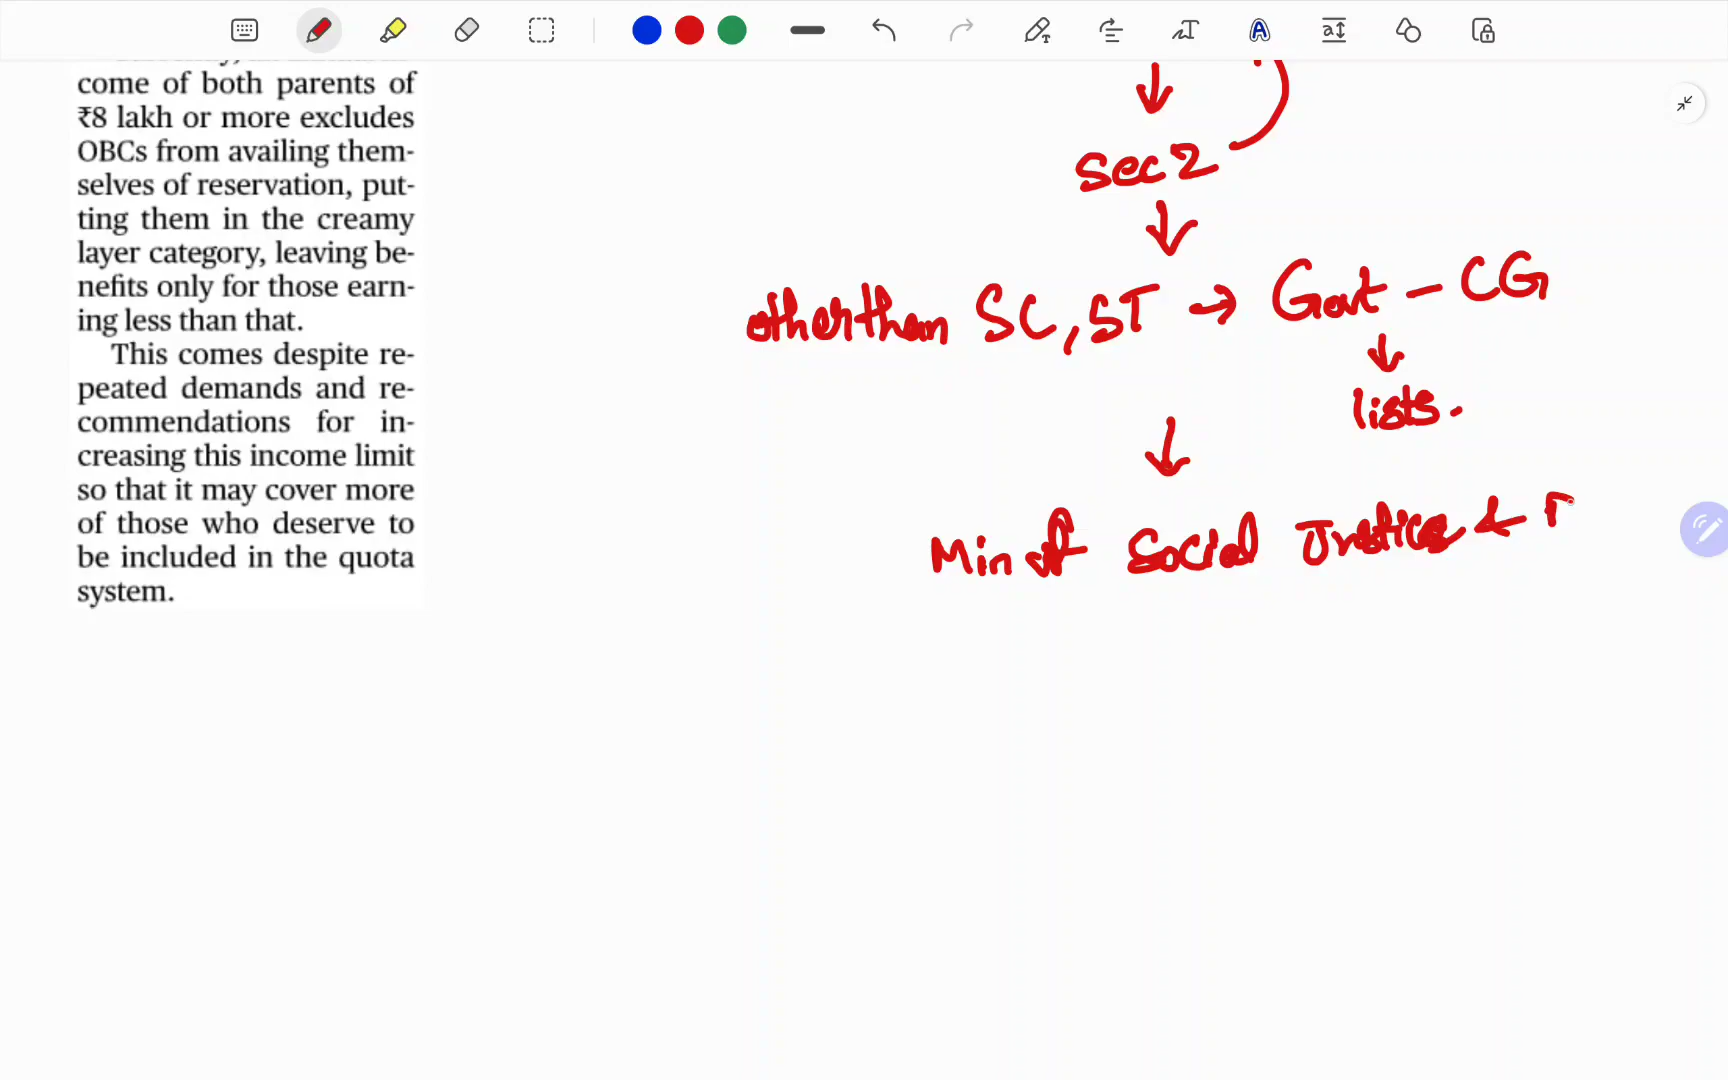 come of both parents of
₹8 lakh or more excludes
OBCs from availing them-
selves of reservation, put-
ting them in the creamy
layer category, leaving be-
nefits only for those earn-
ing less than that.
This comes despite re-
peated demands and re-
commendations for in-
creasing this income limit
so that it may cover more
of those who deserve to
be included in the quota
system.
Sec 2
other than SC, ST → Govt - CG
lists.
Min of Social Justice &